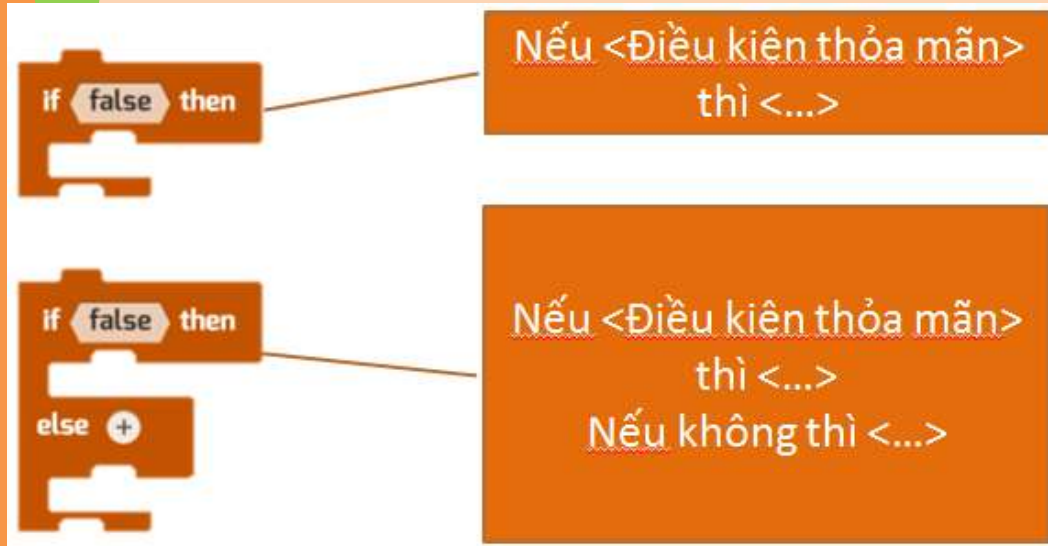 if false then
Nếu <Điều kiên thỏa mãn>
thì <...>
if false then
else +
Nếu <Điều kiên thỏa mãn>
thì <...>
Nếu không thì <...>